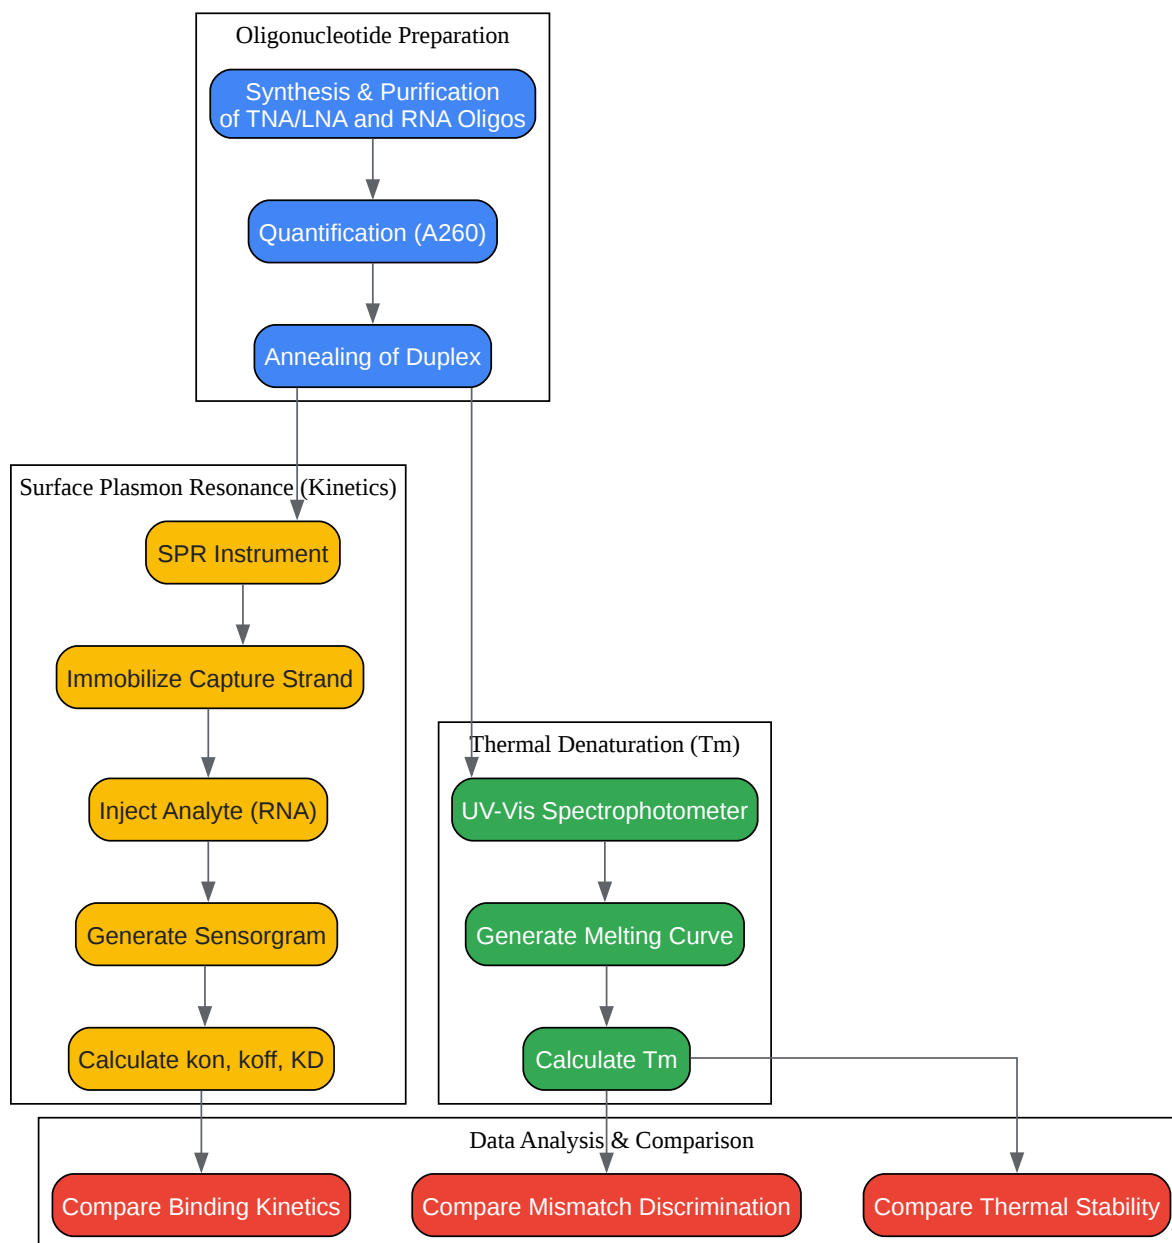 Oligonucleotide Preparation
Synthesis & Purification
of TNA/LNA and RNA Oligos
Quantification (A260)
Annealing of Duplex
Surface Plasmon Resonance (Kinetics)
SPR Instrument
Immobilize Capture Strand
Inject Analyte (RNA)
Generate Sensorgram
Calculate kon, koff, KD
Thermal Denaturation (Tm)
UV-Vis Spectrophotometer
Generate Melting Curve
Calculate Tm
Data Analysis & Comparison
Compare Binding Kinetics
Compare Mismatch Discrimination
Compare Thermal Stability